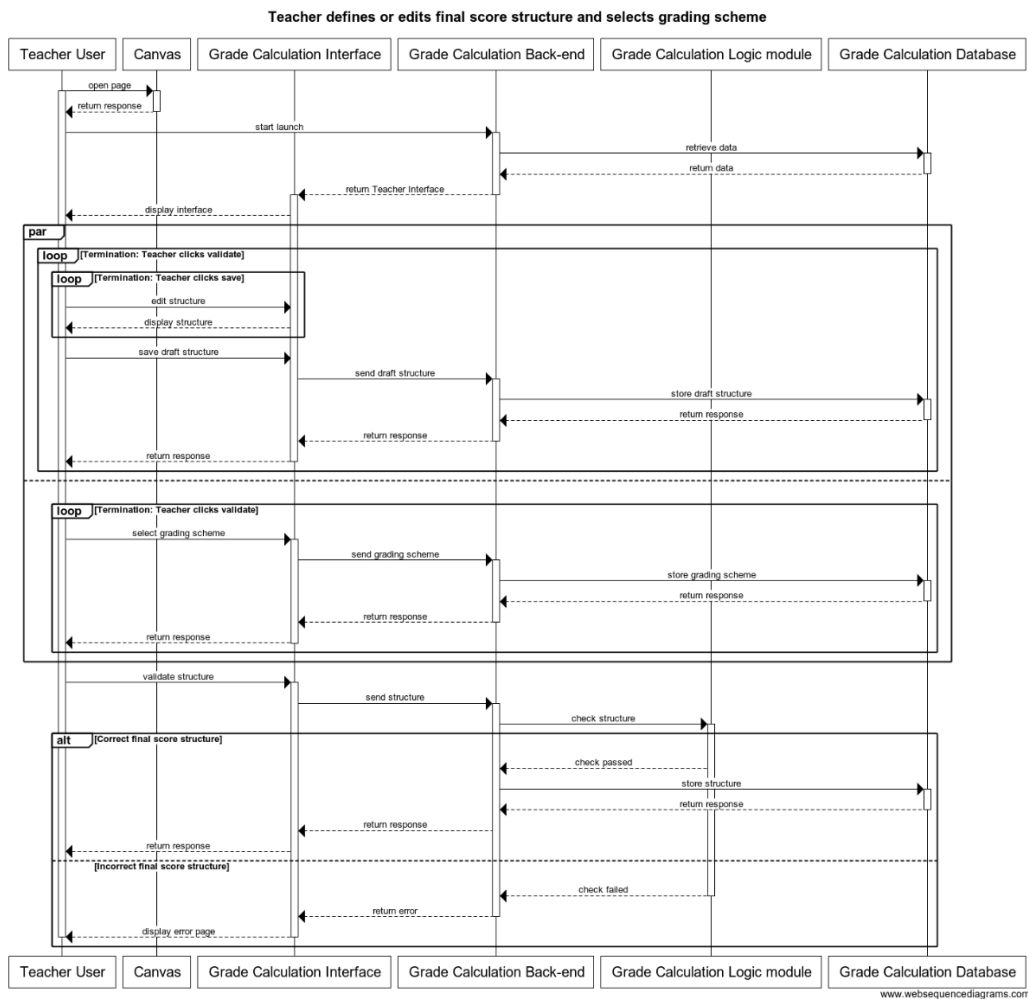 Teacher defines or edits final score structure and selects grading scheme
Teacher User Canvas Grade Calculation Interface Grade Calculation Back-end Grade Calculation Logic module Grade Calculation Database
open page
return response
start launch
retrieve data
return data
return Teacher Interface
display interface
par
loop [Termination: Teacher clicks validate]
loop [Termination: Teacher clicks save]
edit structure
display structure
save draft structure
send draft structure
store draft structure
return response
return response
return response
loop [Termination: Teacher clicks validate]
select grading scheme
send grading scheme
store grading scheme
return response
return response
return response
validate structure
send structure
check structure
alt [Correct final score structure]
check passed
store structure
return response
return response
return response
[Incorrect final score structure]
check failed
return error
display error page
Teacher User Canvas Grade Calculation Interface Grade Calculation Back-end Grade Calculation Logic module Grade Calculation Database
www.websequencediagrams.com